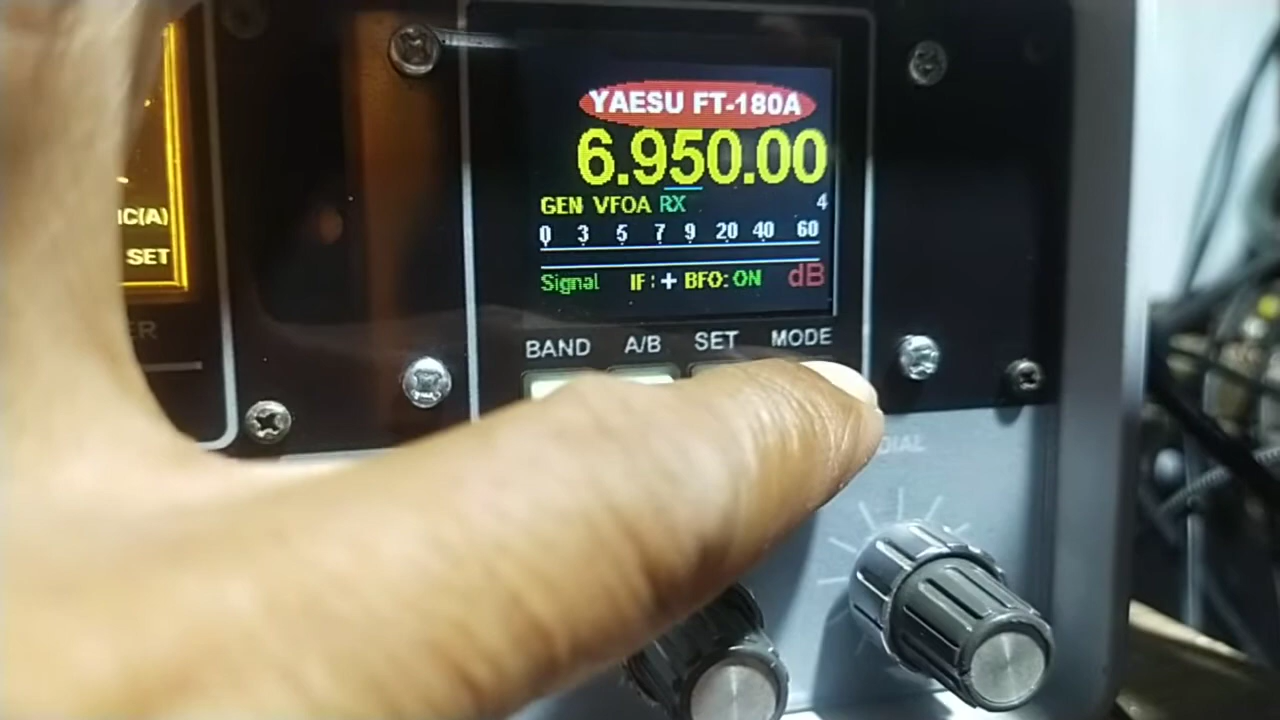 YAESU FT-180A
6.950.00
GEN VFOA RX 4
0 3 5 7 9 20 40 60
Signal IF:+ BFO: ON dB
BAND A/B SET MODE
IC(A)
SET
ER
DIAL